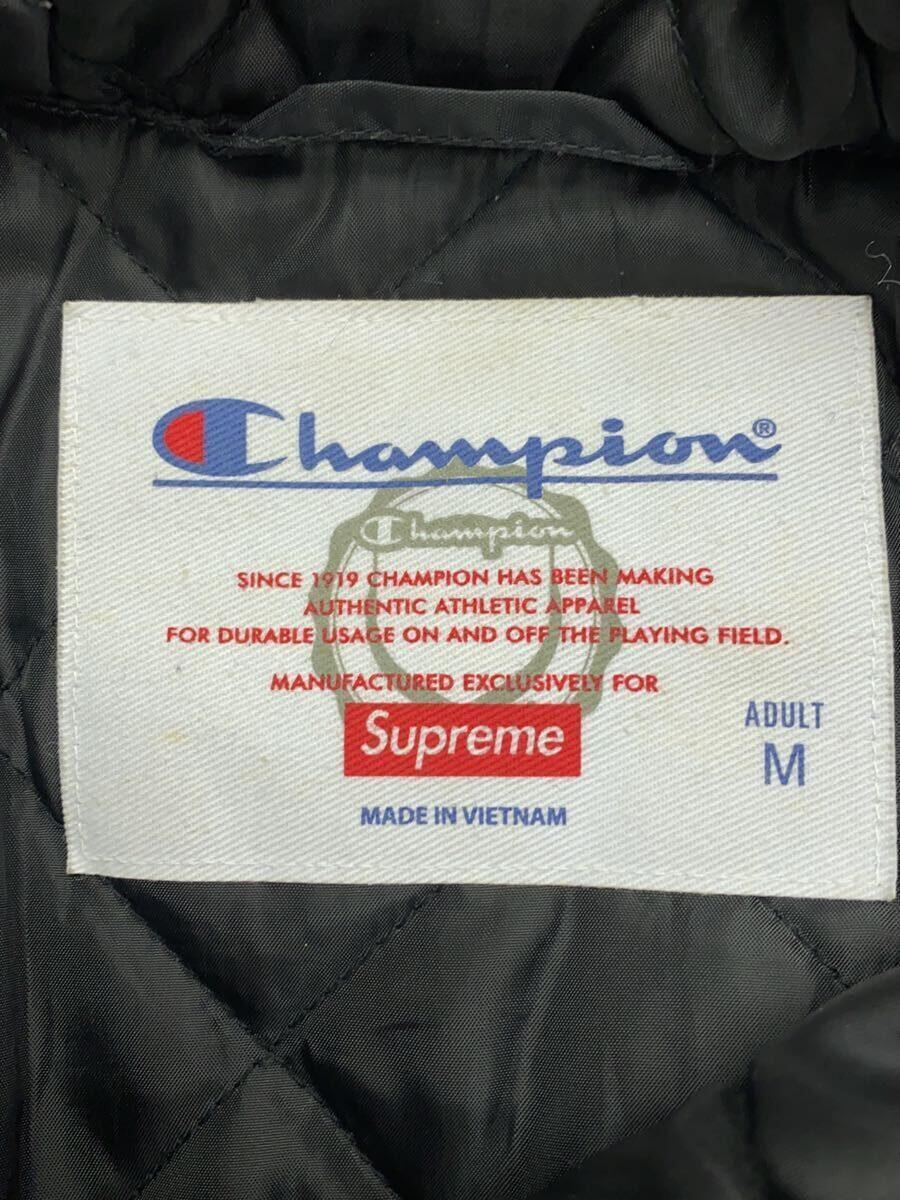 Champion®
Champion
SINCE 1919 CHAMPION HAS BEEN MAKING
AUTHENTIC ATHLETIC APPAREL
FOR DURABLE USAGE ON AND OFF THE PLAYING FIELD.
MANUFACTURED EXCLUSIVELY FOR
Supreme
ADULT
M
MADE IN VIETNAM